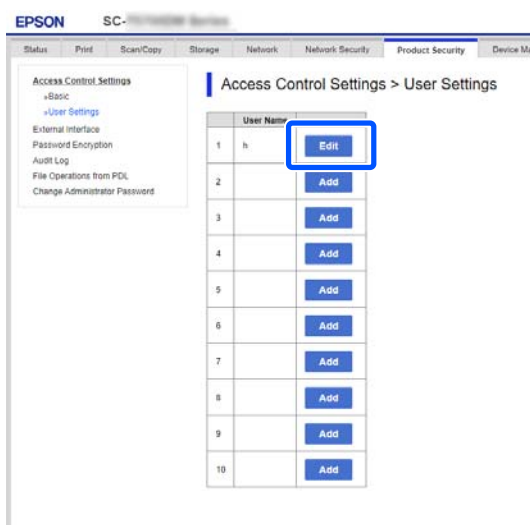 EPSON SC-
Status Print Scan/Copy Storage Network Network Security Product Security Device Ma
Access Control Settings
»Basic
»User Settings
External Interface
Password Encryption
Audit Log
File Operations from PDL
Change Administrator Password
Access Control Settings > User Settings
User Name
1 h Edit
2 Add
3 Add
4 Add
5 Add
6 Add
7 Add
8 Add
9 Add
10 Add